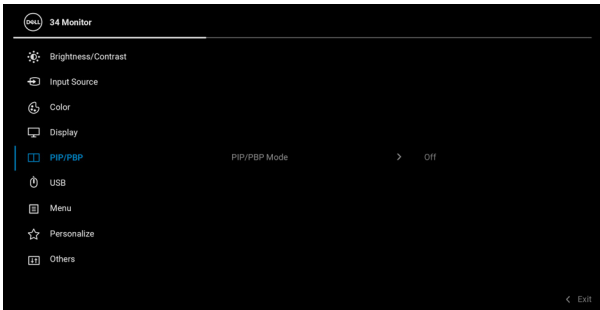 DELL 34 Monitor
Brightness/Contrast
Input Source
Color
Display
PIP/PBP PIP/PBP Mode > Off
USB
Menu
Personalize
Others
< Exit